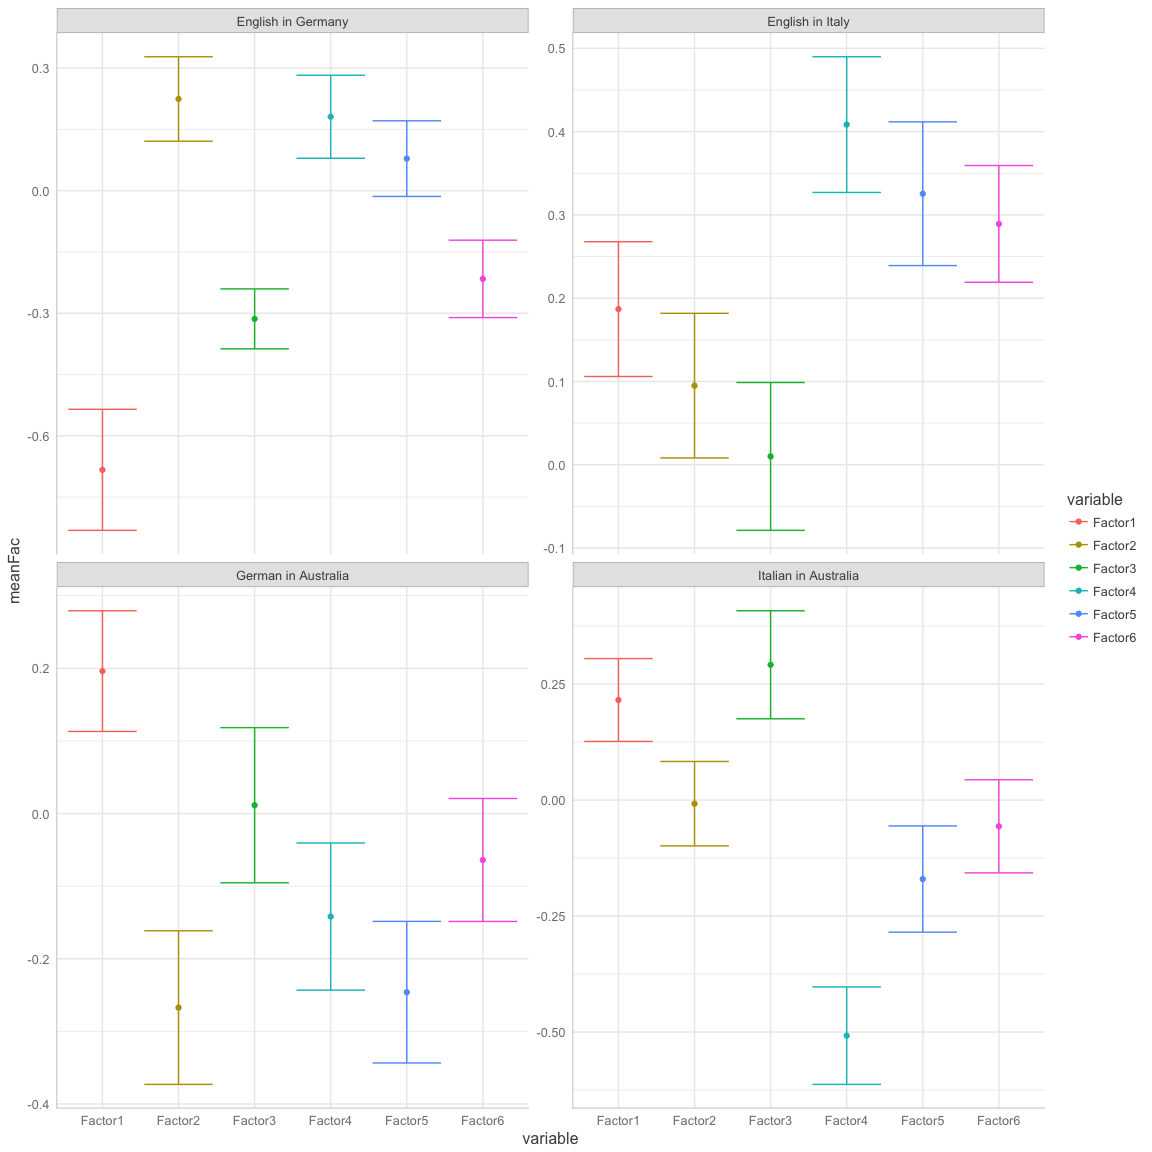 English in Germany
English in Italy
0.3
0.0
-0.3
-0.6
0.5
0.4
0.3
0.2
0.1
0.0
-0.1
meanFac
German in Australia
Italian in Australia
0.2
0.0
-0.2
-0.4
0.25
0.00
-0.25
-0.50
Factor1 Factor2 Factor3 Factor4 Factor5 Factor6
Factor1 Factor2 Factor3 Factor4 Factor5 Factor6
variable
variable
Factor1
Factor2
Factor3
Factor4
Factor5
Factor6